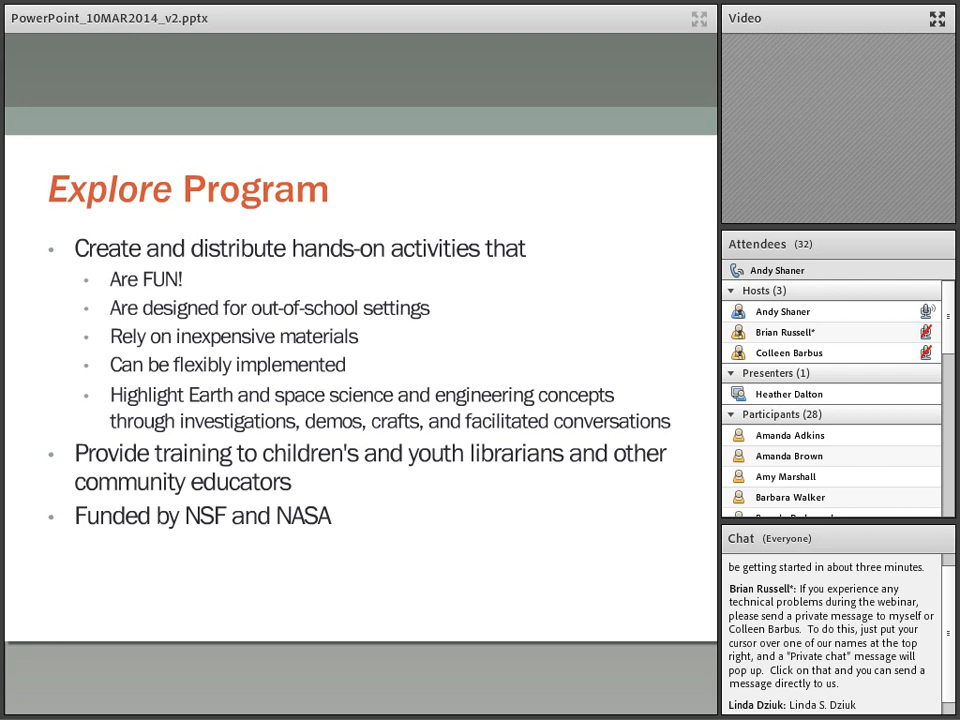 PowerPoint_10MAR2014_v2.pptx
Explore Program
• Create and distribute hands-on activities that
• Are FUN!
• Are designed for out-of-school settings
• Rely on inexpensive materials
• Can be flexibly implemented
• Highlight Earth and space science and engineering concepts
through investigations, demos, crafts, and facilitated conversations
• Provide training to children's and youth librarians and other
community educators
• Funded by NSF and NASA
Video
Attendees (32)
Andy Shaner
Hosts (3)
Andy Shaner
Brian Russell*
Colleen Barbus
Presenters (1)
Heather Dalton
Participants (28)
Amanda Adkins
Amanda Brown
Amy Marshall
Barbara Walker
Chat (Everyone)
be getting started in about three minutes.
Brian Russell*: If you experience any
technical problems during the webinar,
please send a private message to myself or
Colleen Barbus. To do this, just put your
cursor over one of our names at the top
right, and a "Private chat" message will
pop up. Click on that and you can send a
message directly to us.
Linda Dziuk: Linda S. Dziuk